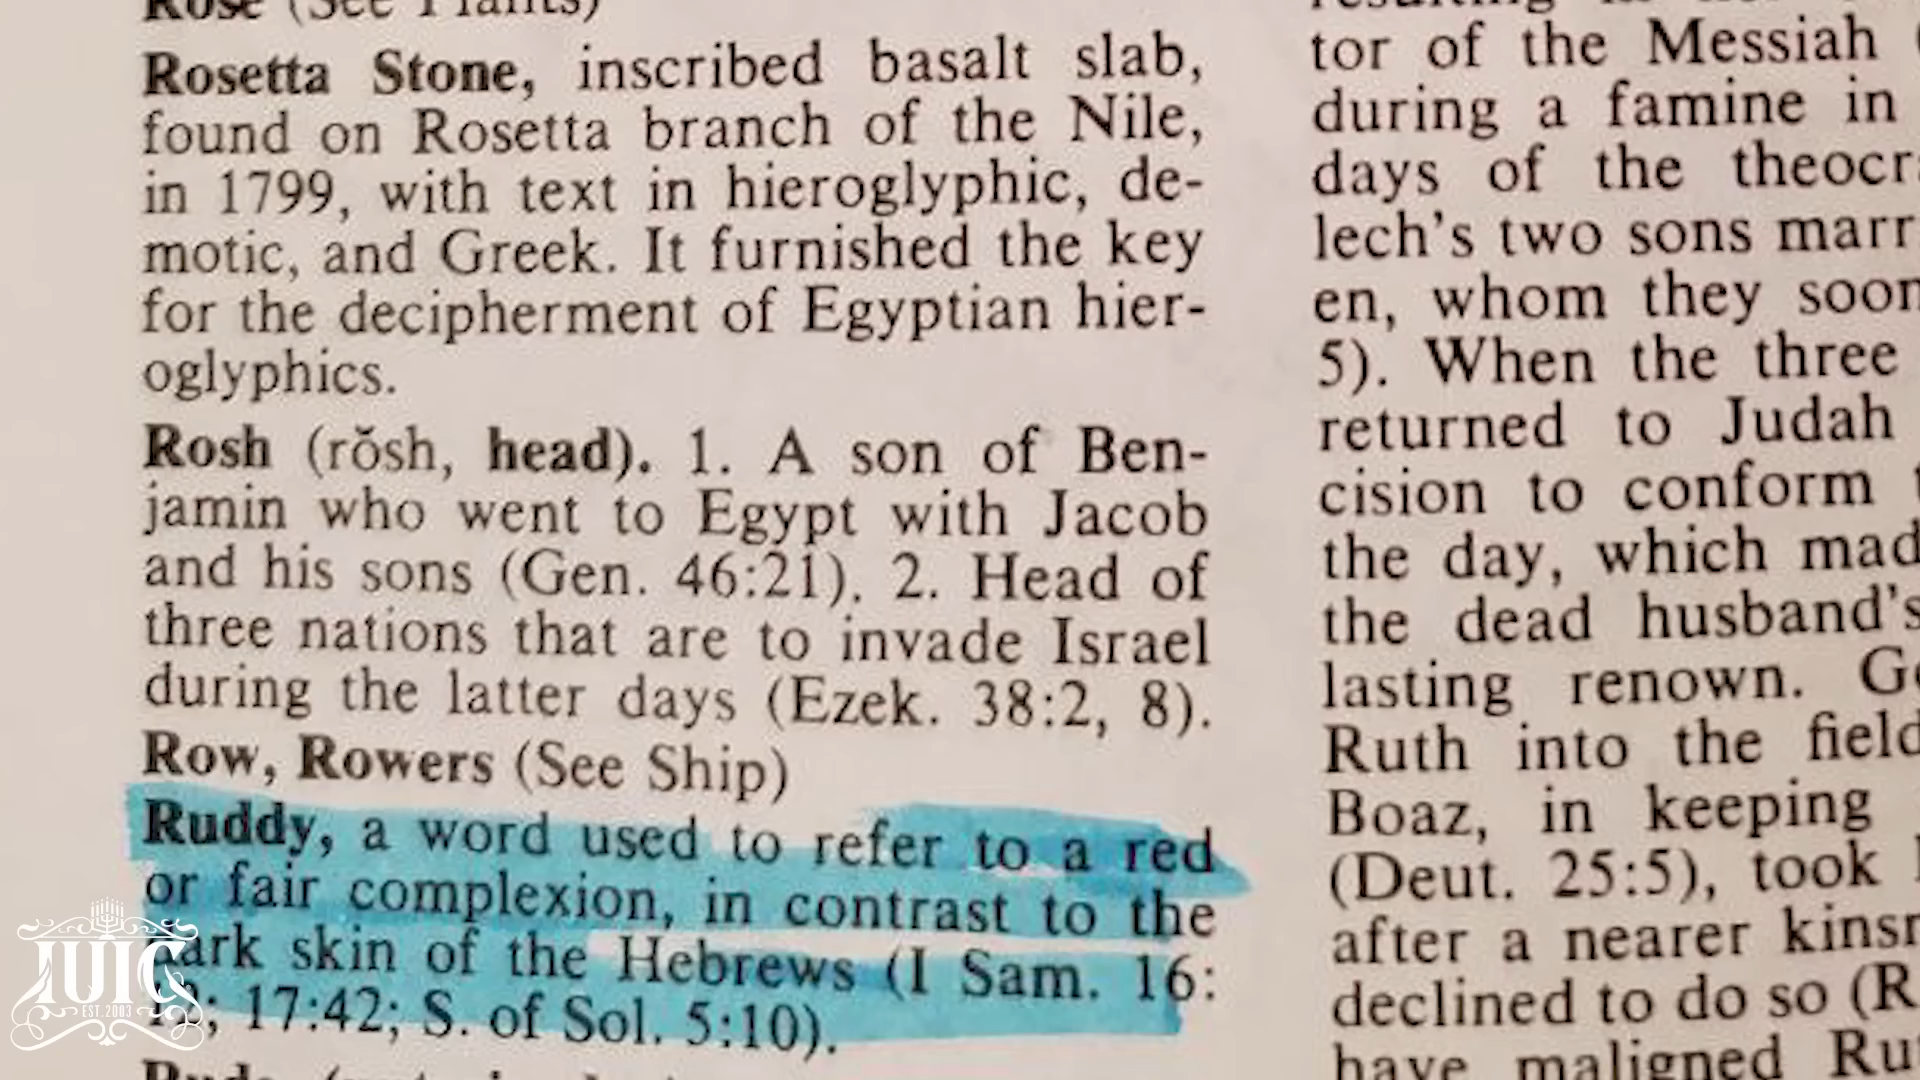 Rose (See Plants)
Rosetta Stone, inscribed basalt slab,
found on Rosetta branch of the Nile,
in 1799, with text in hieroglyphic, de-
motic, and Greek. It furnished the key
for the decipherment of Egyptian hier-
oglyphics.
Rosh (rŏsh, head). 1. A son of Ben-
jamin who went to Egypt with Jacob
and his sons (Gen. 46:21). 2. Head of
three nations that are to invade Israel
during the latter days (Ezek. 38:2, 8).
Row, Rowers (See Ship)
Ruddy, a word used to refer to a red
or fair complexion, in contrast to the
dark skin of the Hebrews (I Sam. 16:
17:42; S. of Sol. 5:10).
tor of the Messiah
during a famine in
days of the
lech's two sons
en, whom they soon
5). When the three
returned to Judah
cision to conform
the day, which
the dead husband's
lasting renown.
Ruth into the
Boaz, in keeping
(Deut. 25:5), took
after a nearer
declined to do so
have maligned
IUIC
EST. 2003